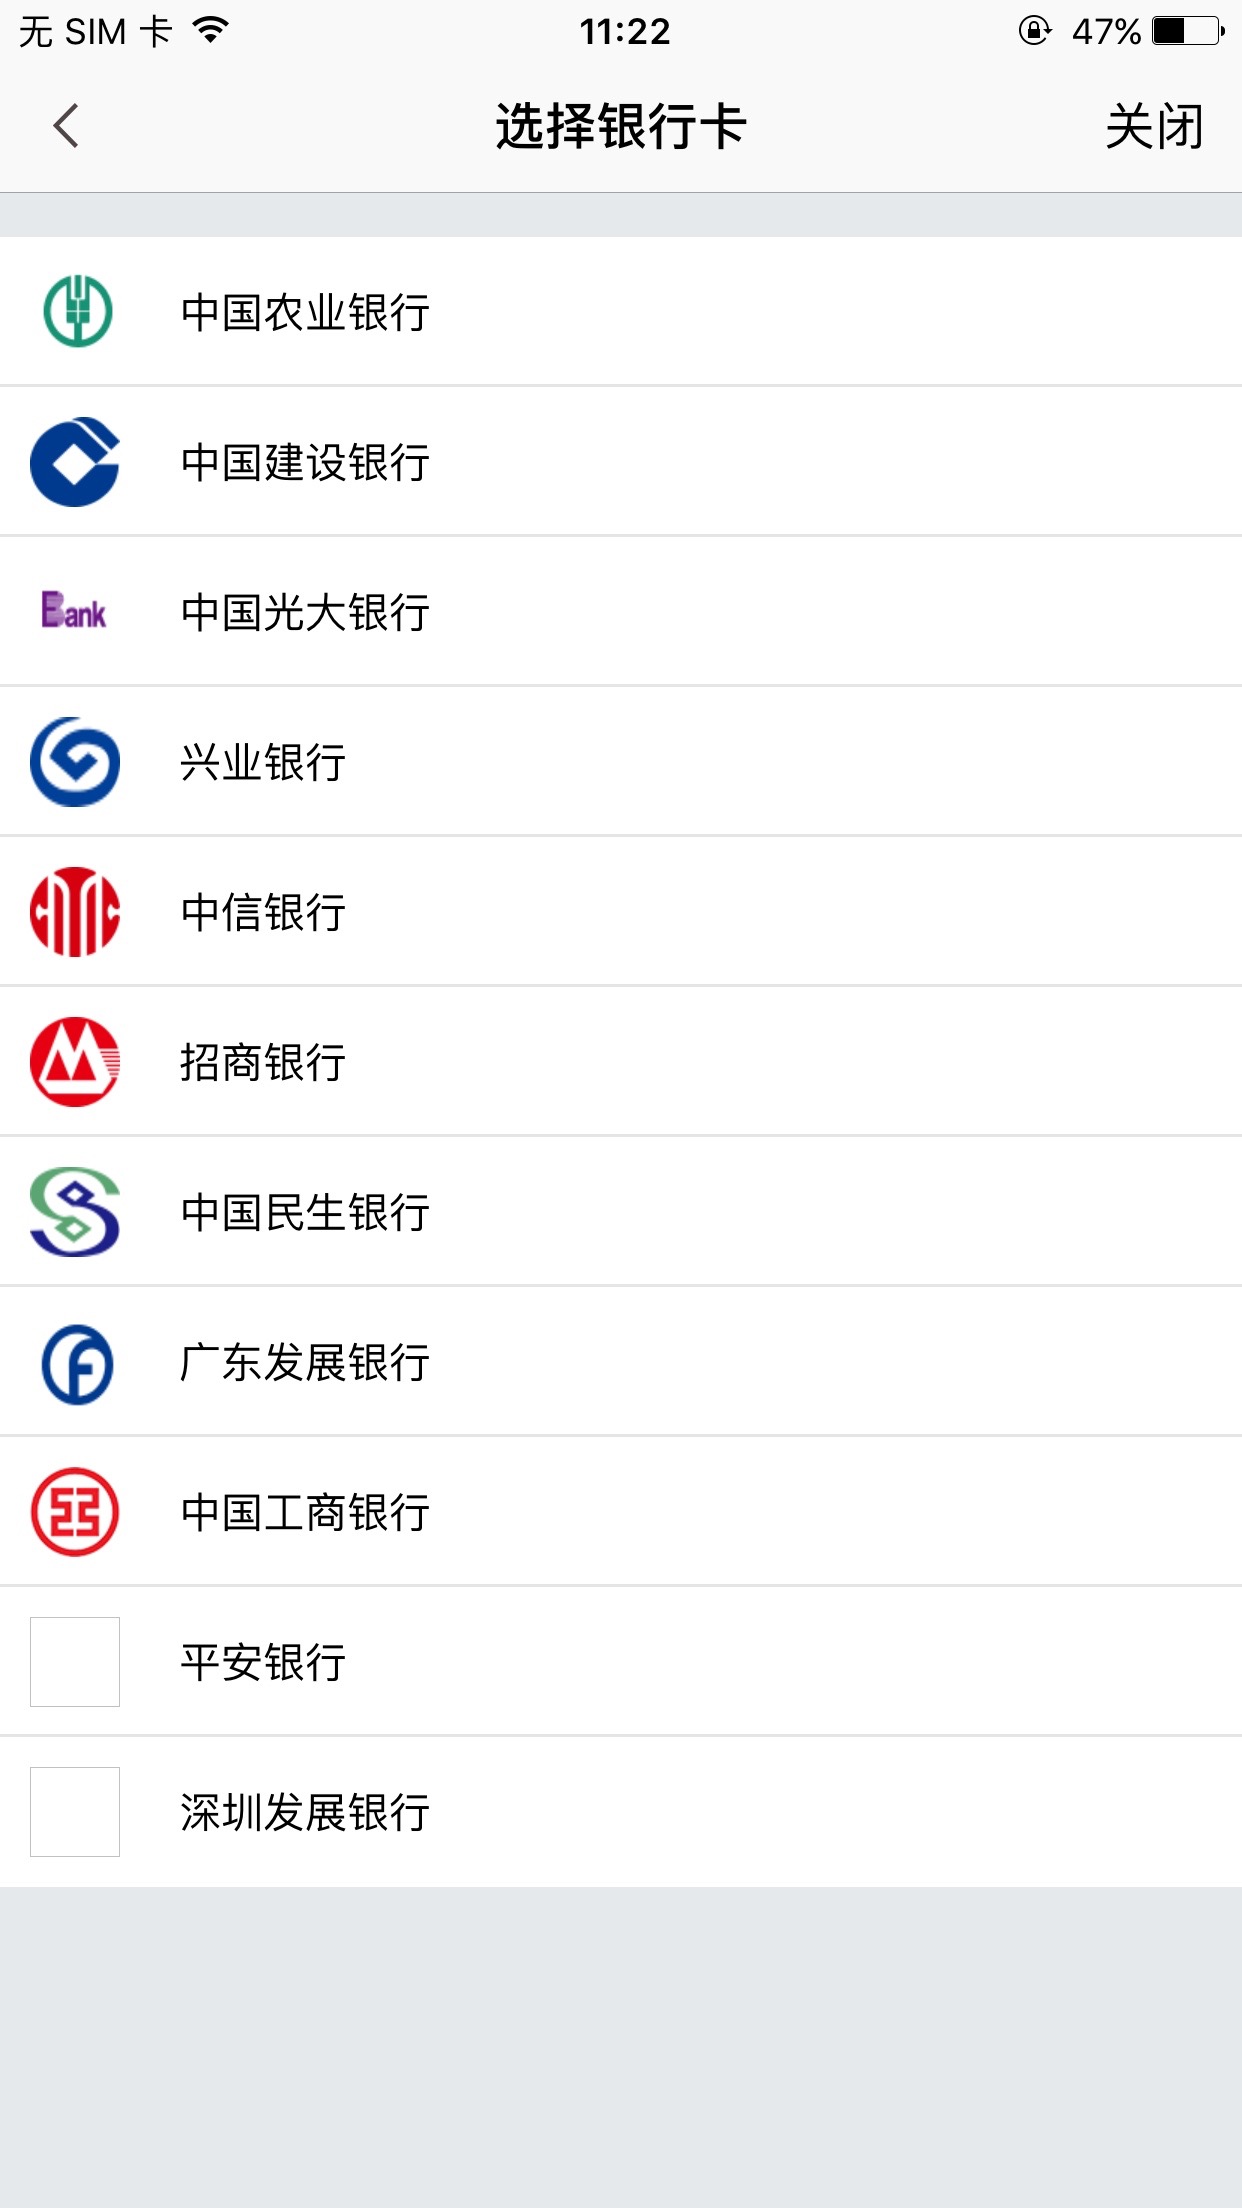 无 SIM 卡 11:22 47%
选择银行卡 关闭
中国农业银行
中国建设银行
Bank 中国光大银行
兴业银行
中信银行
招商银行
中国民生银行
广东发展银行
中国工商银行
平安银行
深圳发展银行